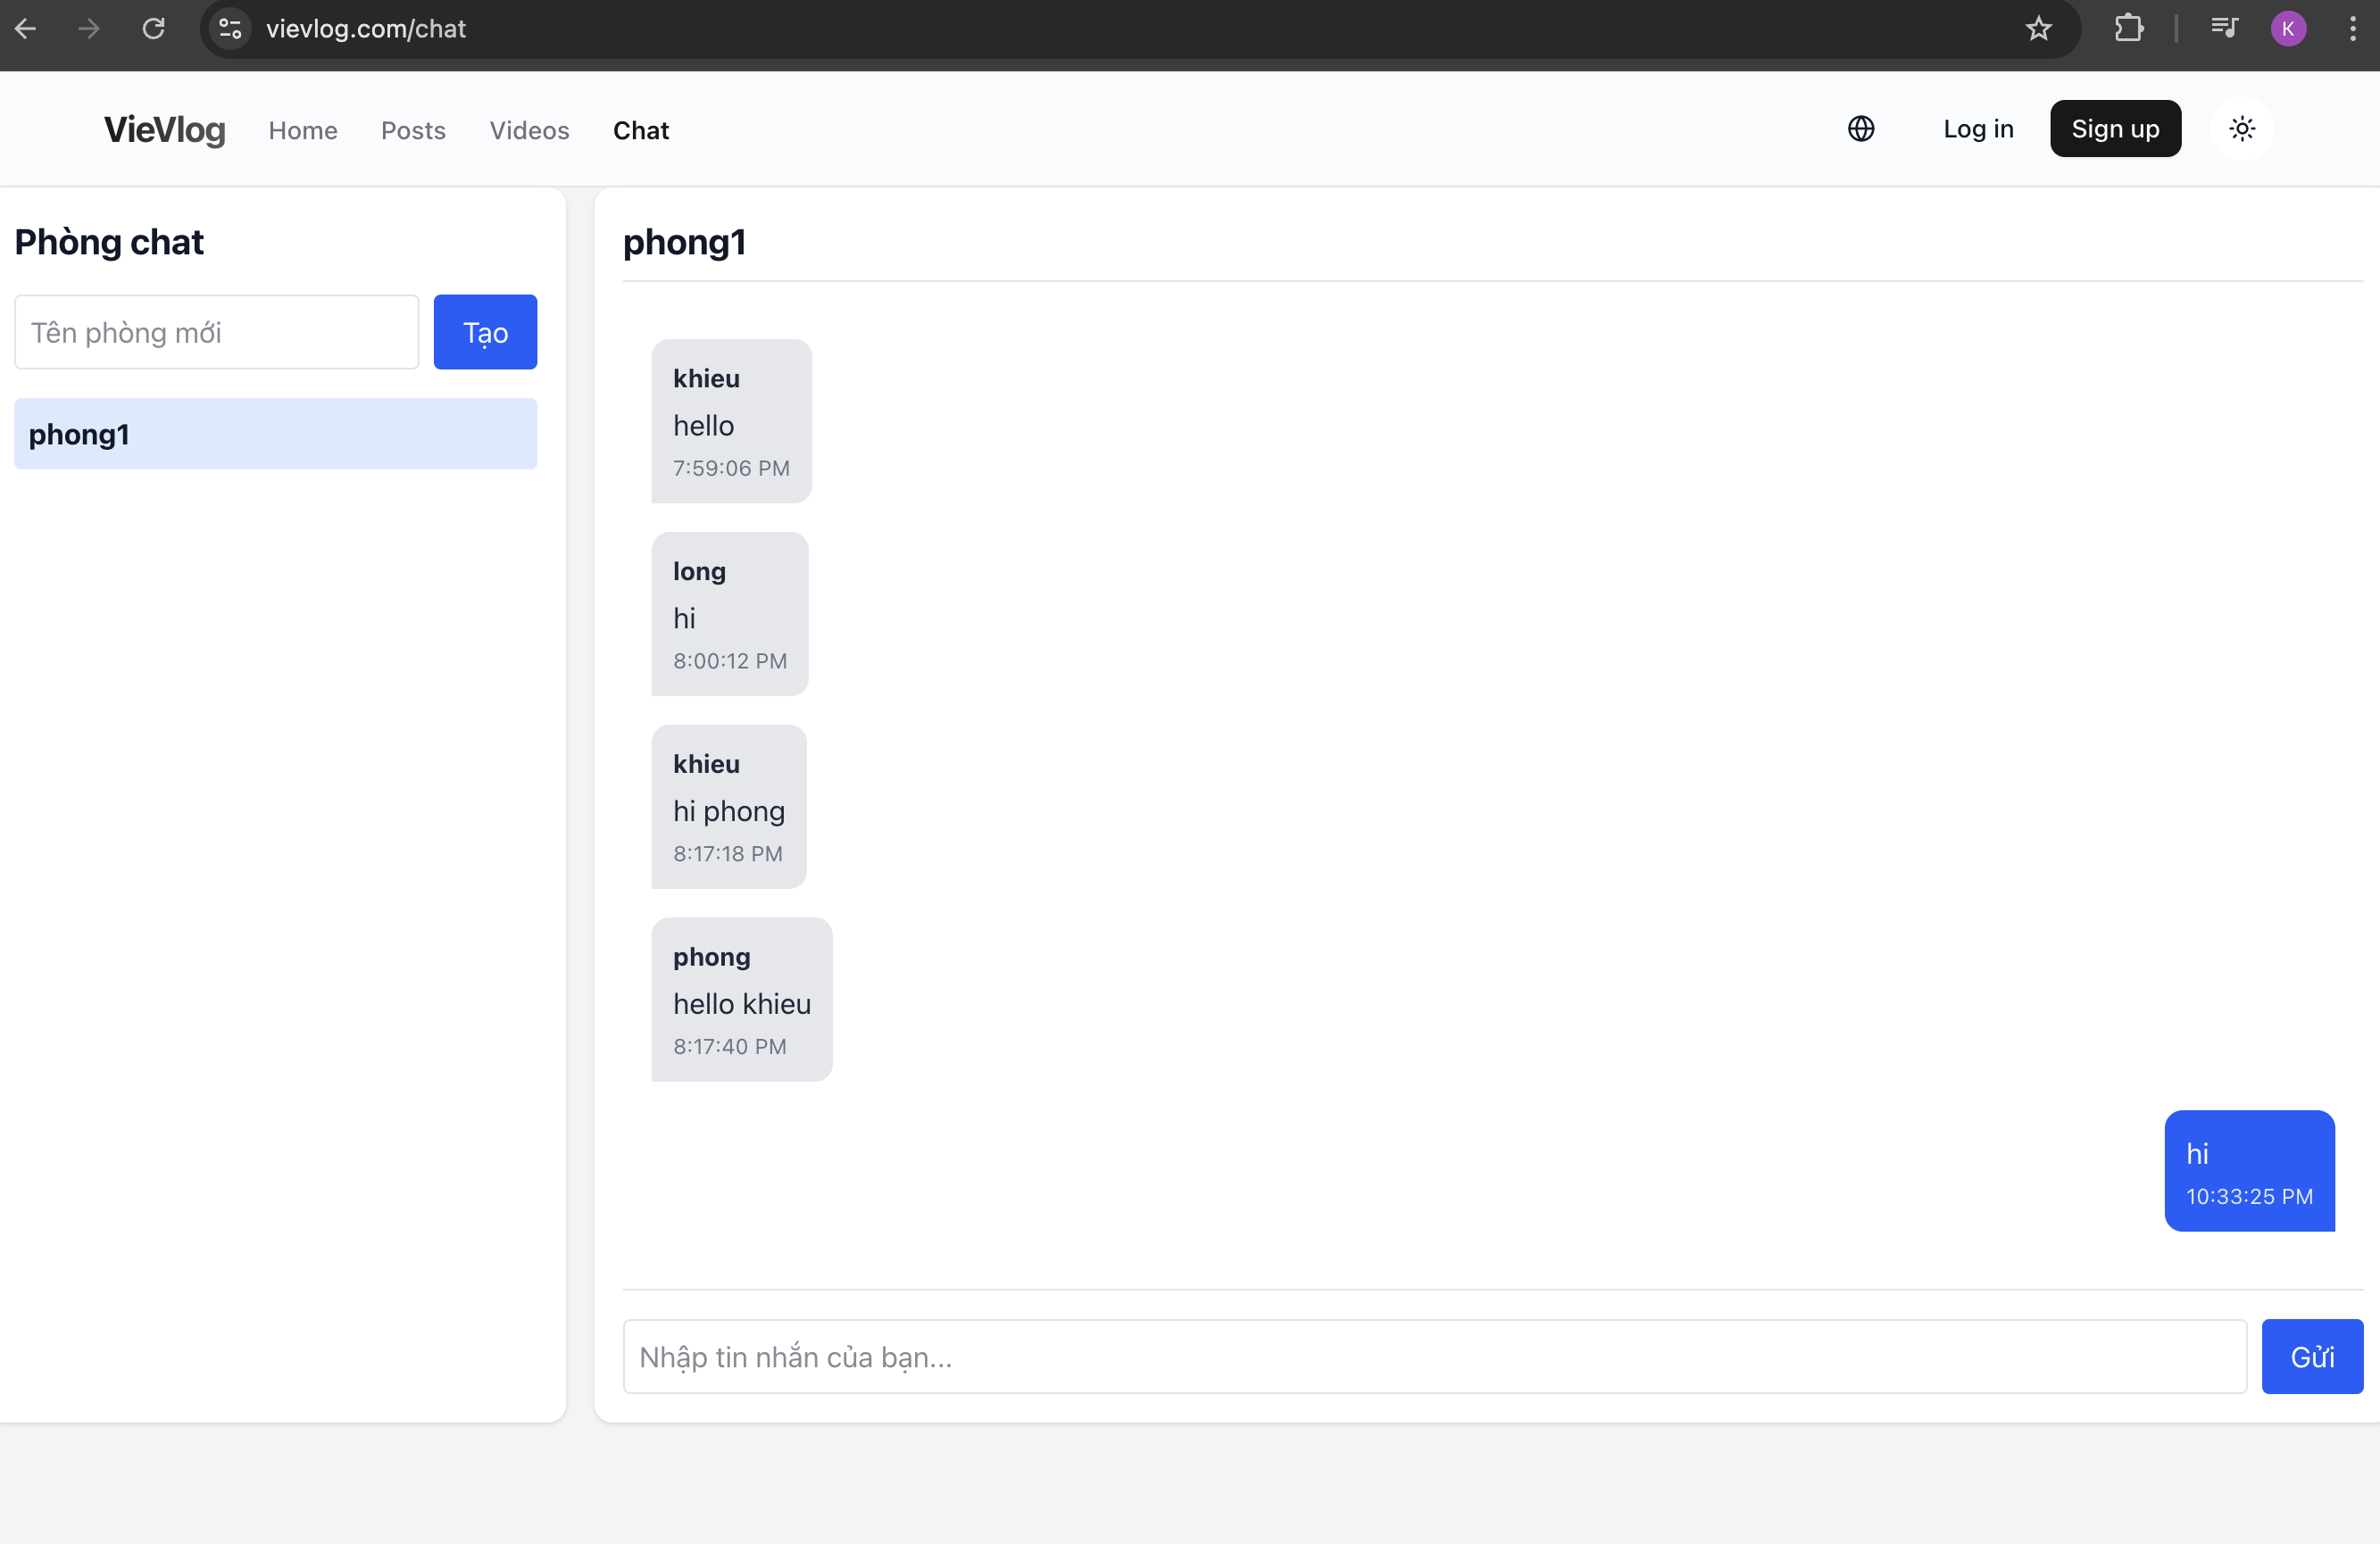 vievlog.com/chat
K
VieVlog
Home
Posts
Videos
Chat
Log in
Sign up
Phòng chat
Tên phòng mới
Tạo
phong1
phong1
khieu
hello
7:59:06 PM
long
hi
8:00:12 PM
khieu
hi phong
8:17:18 PM
phong
hello khieu
8:17:40 PM
hi
10:33:25 PM
Nhập tin nhắn của bạn...
Gửi